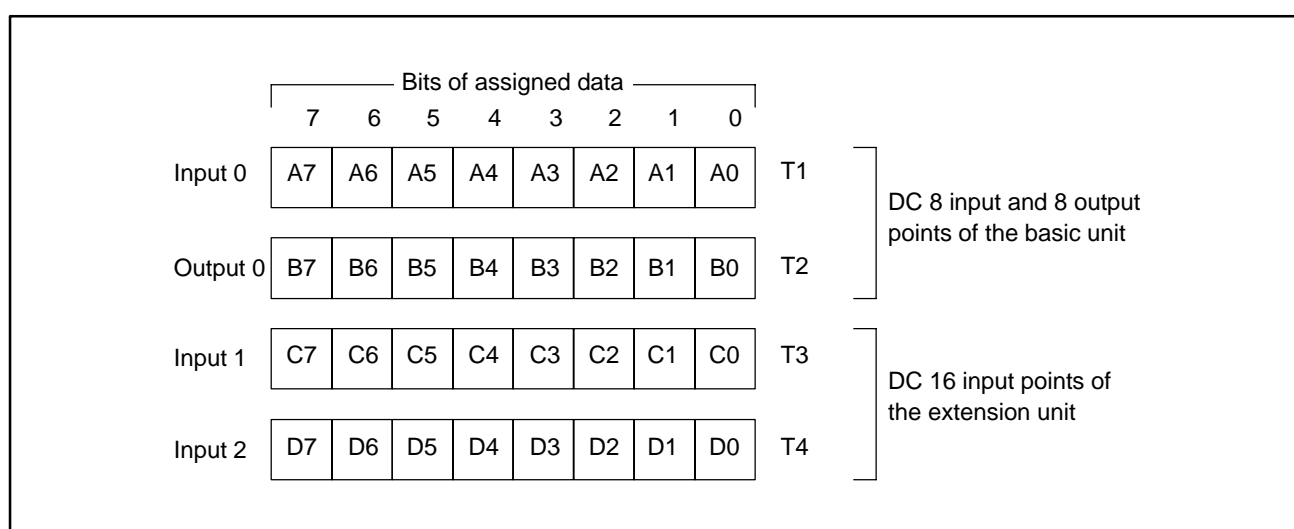 Bits of assigned data
7 6 5 4 3 2 1 0
Input 0 A7 A6 A5 A4 A3 A2 A1 A0 T1
DC 8 input and 8 output
points of the basic unit
Output 0 B7 B6 B5 B4 B3 B2 B1 B0 T2
Input 1 C7 C6 C5 C4 C3 C2 C1 C0 T3
DC 16 input points of
the extension unit
Input 2 D7 D6 D5 D4 D3 D2 D1 D0 T4